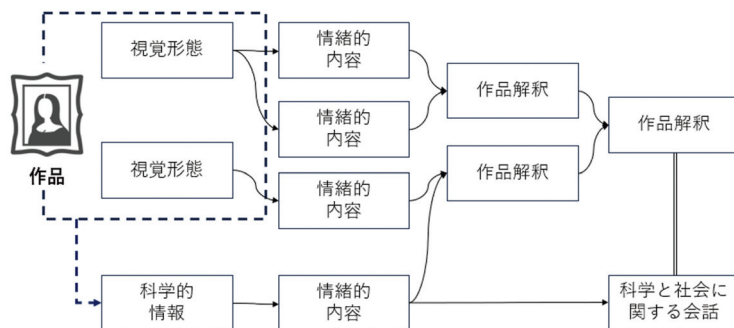 視覚形態
情緒的
内容
作品解釈
情緒的
内容
作品解釈
作品
視覚形態
情緒的
内容
作品解釈
科学的
情報
情緒的
内容
科学と社会に
関する会話